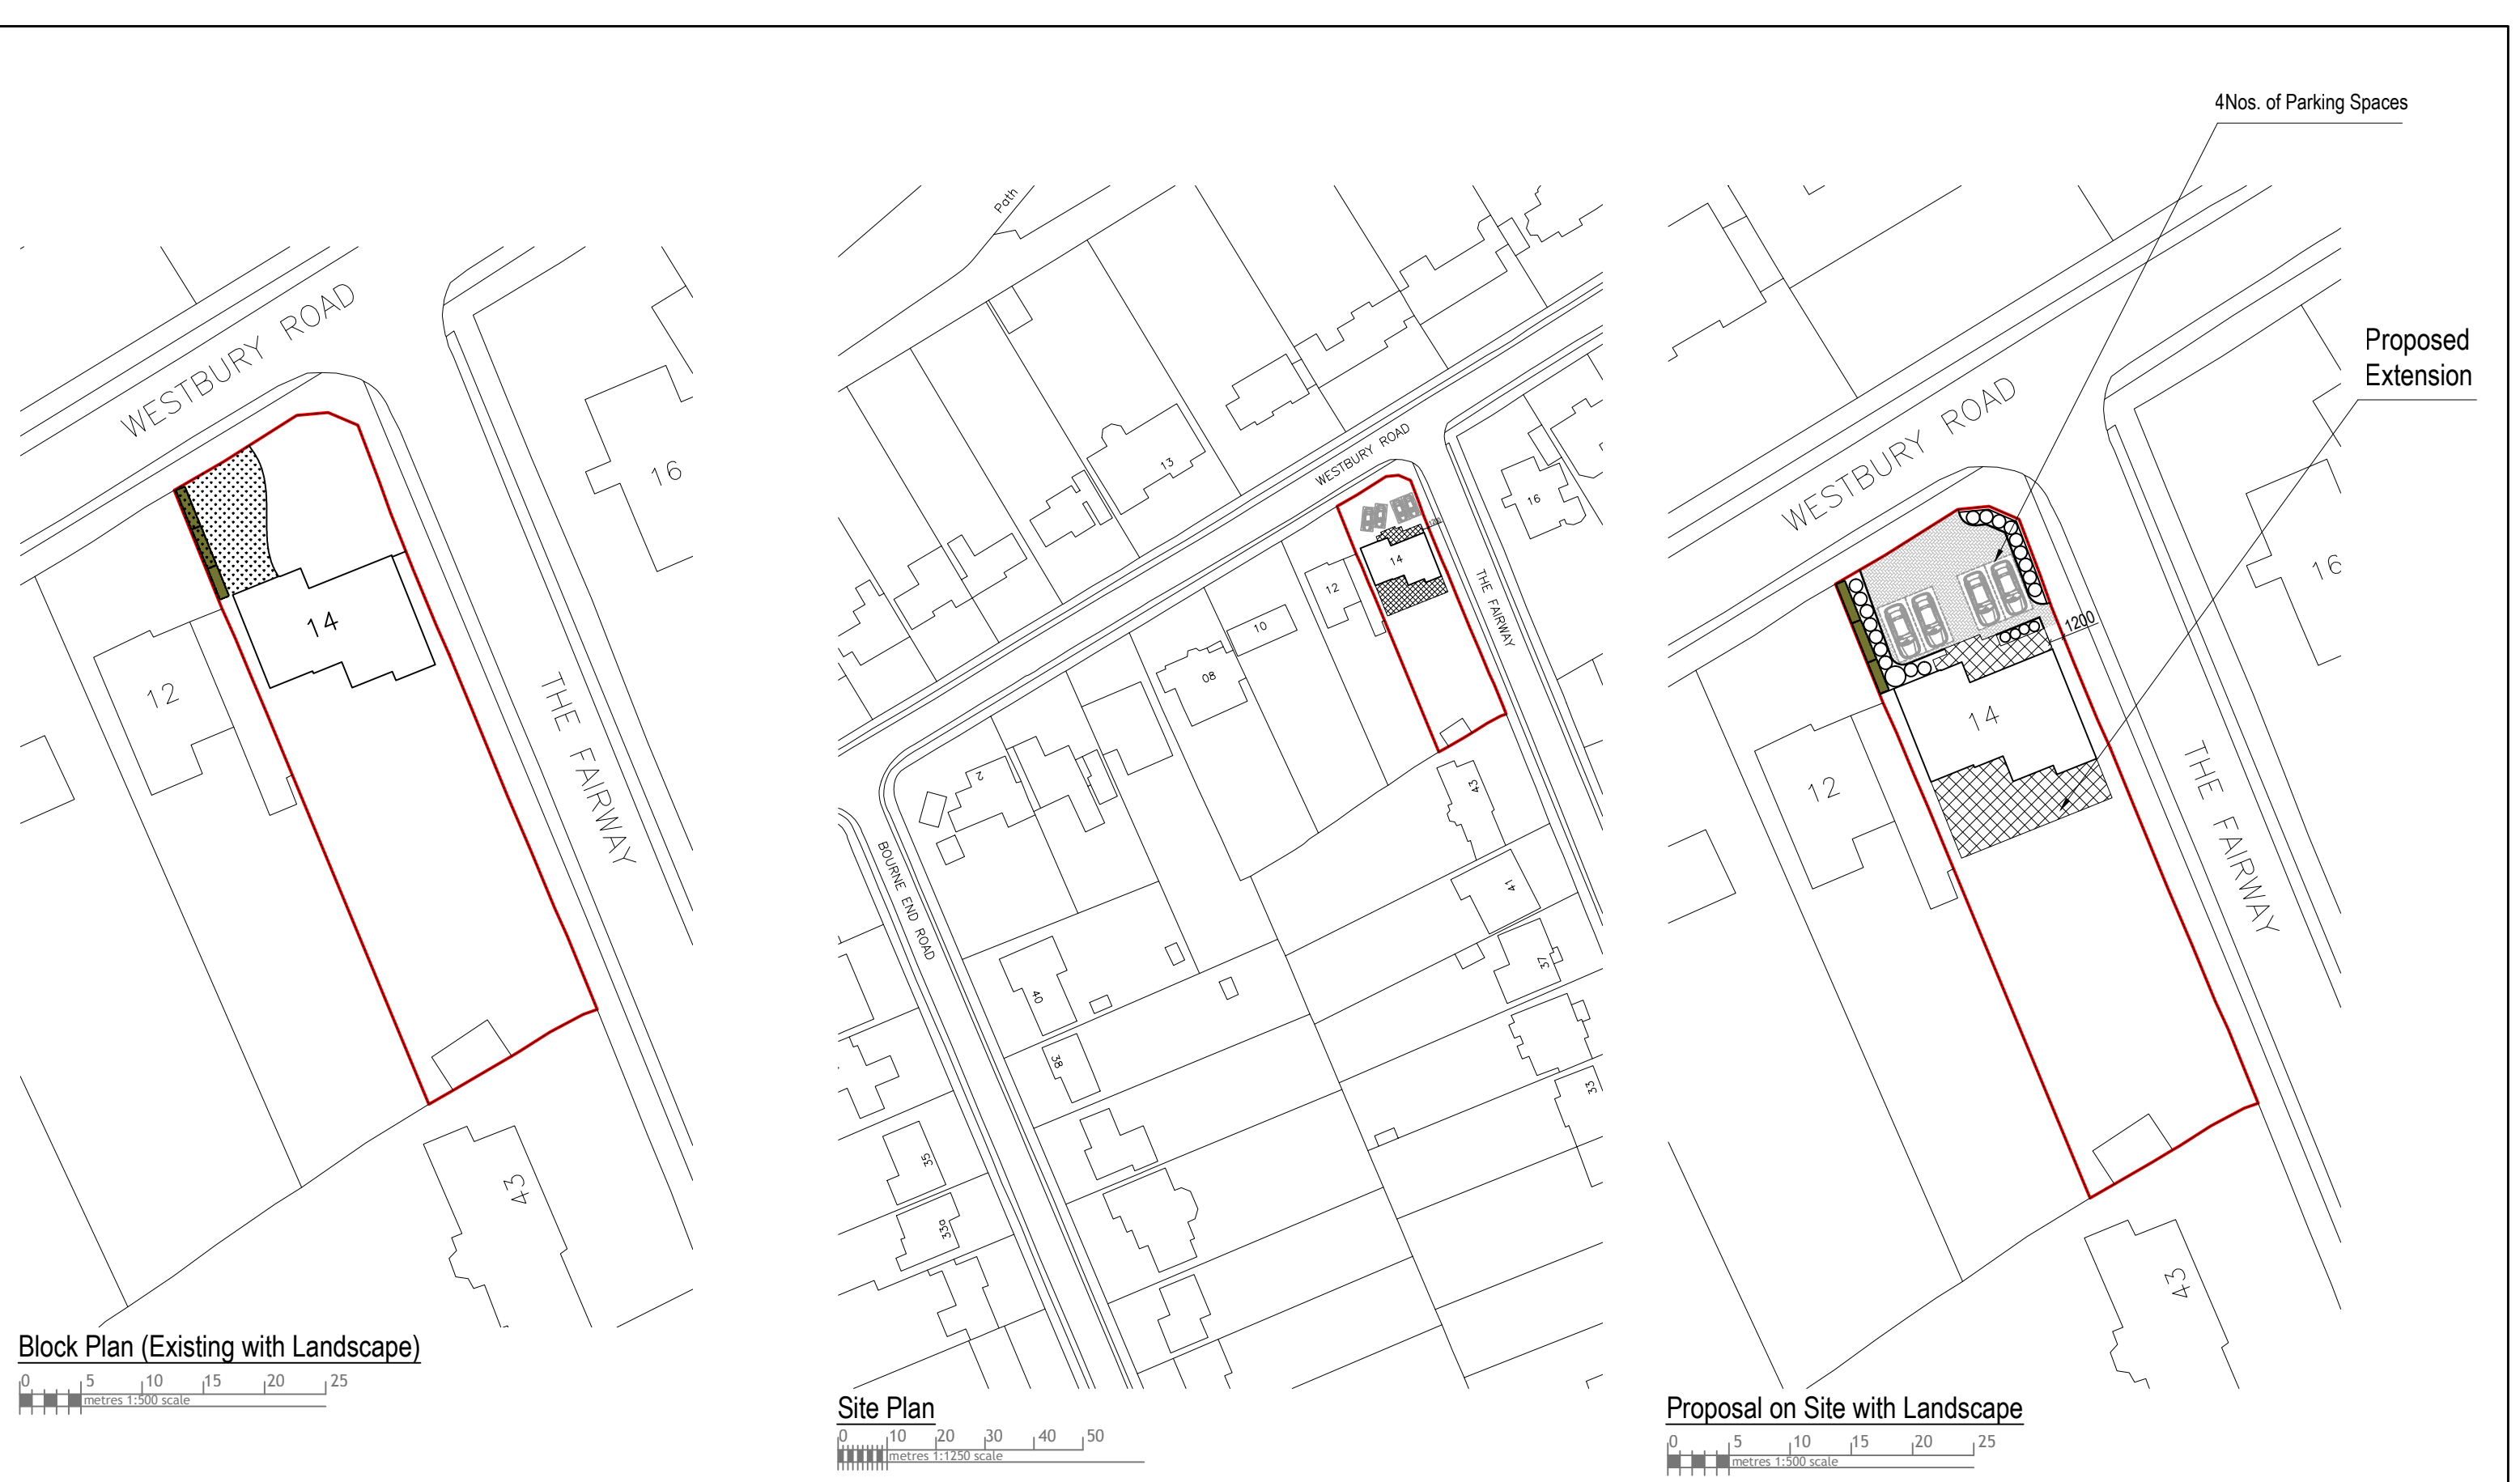 4Nos. of Parking Spaces
Proposed
Extension
WESTBURY ROAD
16
14
12
THE FAIRWAY
43
Block Plan (Existing with Landscape)
0 5 10 15 20 25
metres 1:500 scale
Path
13
WESTBURY ROAD
16
1200
14
12
10
08
THE FAIRWAY
2
43
BOURNE END ROAD
41
37
40
38
33
35
33a
Site Plan
0 10 20 30 40 50
metres 1:1250 scale
WESTBURY ROAD
16
1200
14
12
THE FAIRWAY
43
Proposal on Site with Landscape
0 5 10 15 20 25
metres 1:500 scale